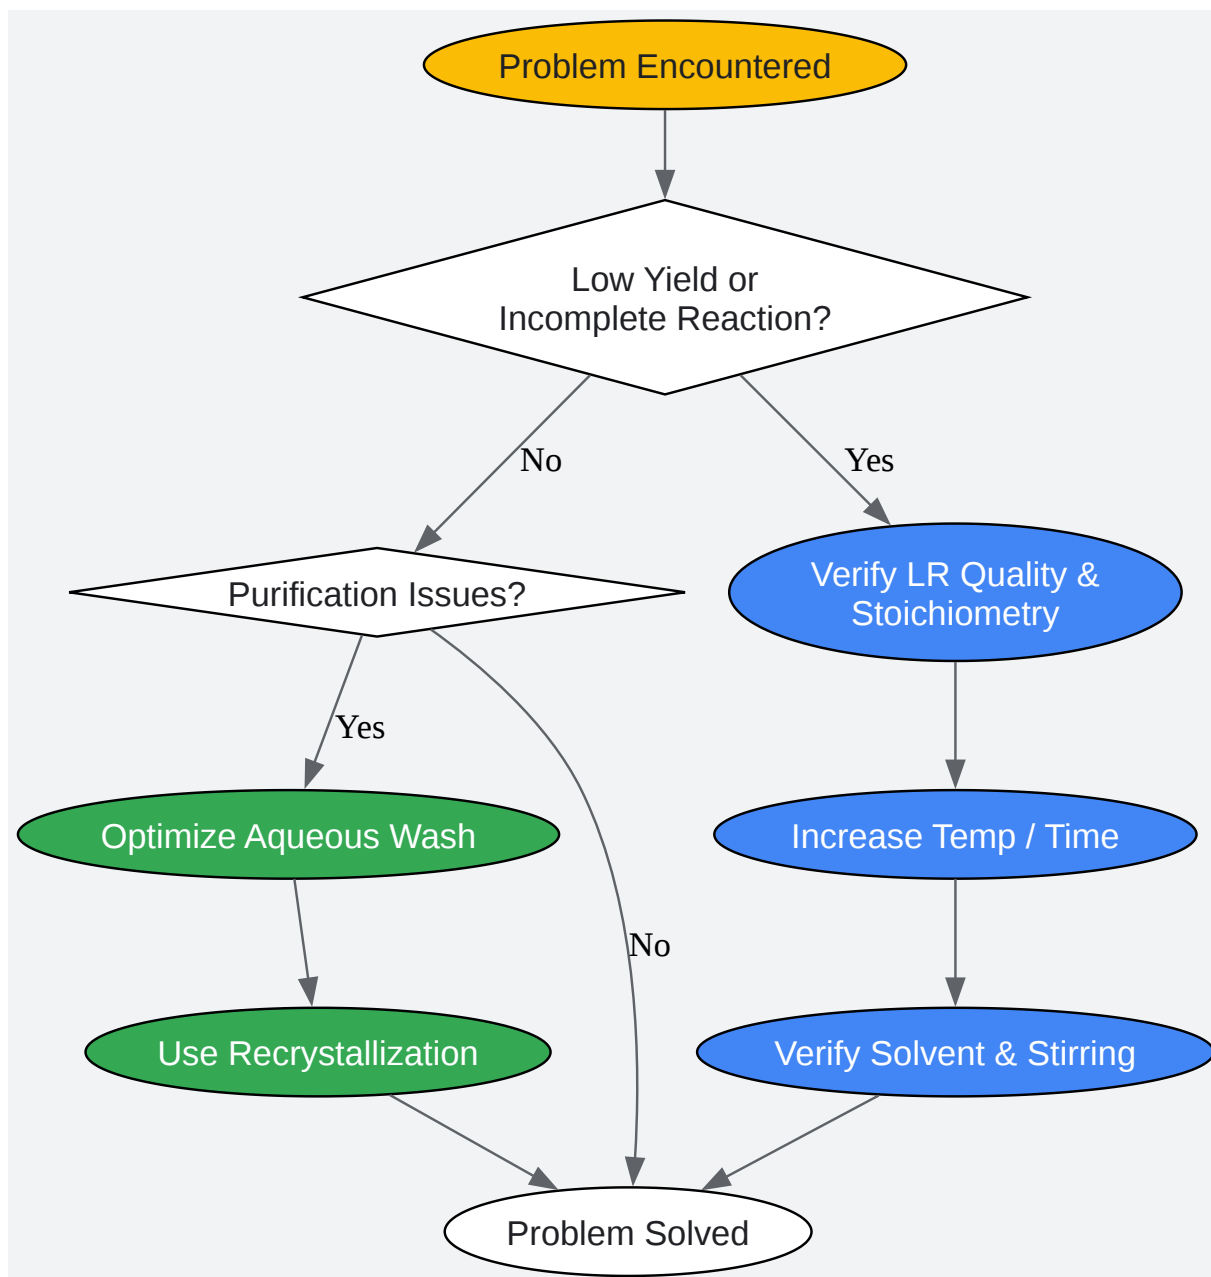 Problem Encountered
Low Yield or
Incomplete Reaction?
No
Yes
Purification Issues?
Verify LR Quality &
Stoichiometry
Yes
Optimize Aqueous Wash
Increase Temp / Time
No
Use Recrystallization
Verify Solvent & Stirring
Problem Solved